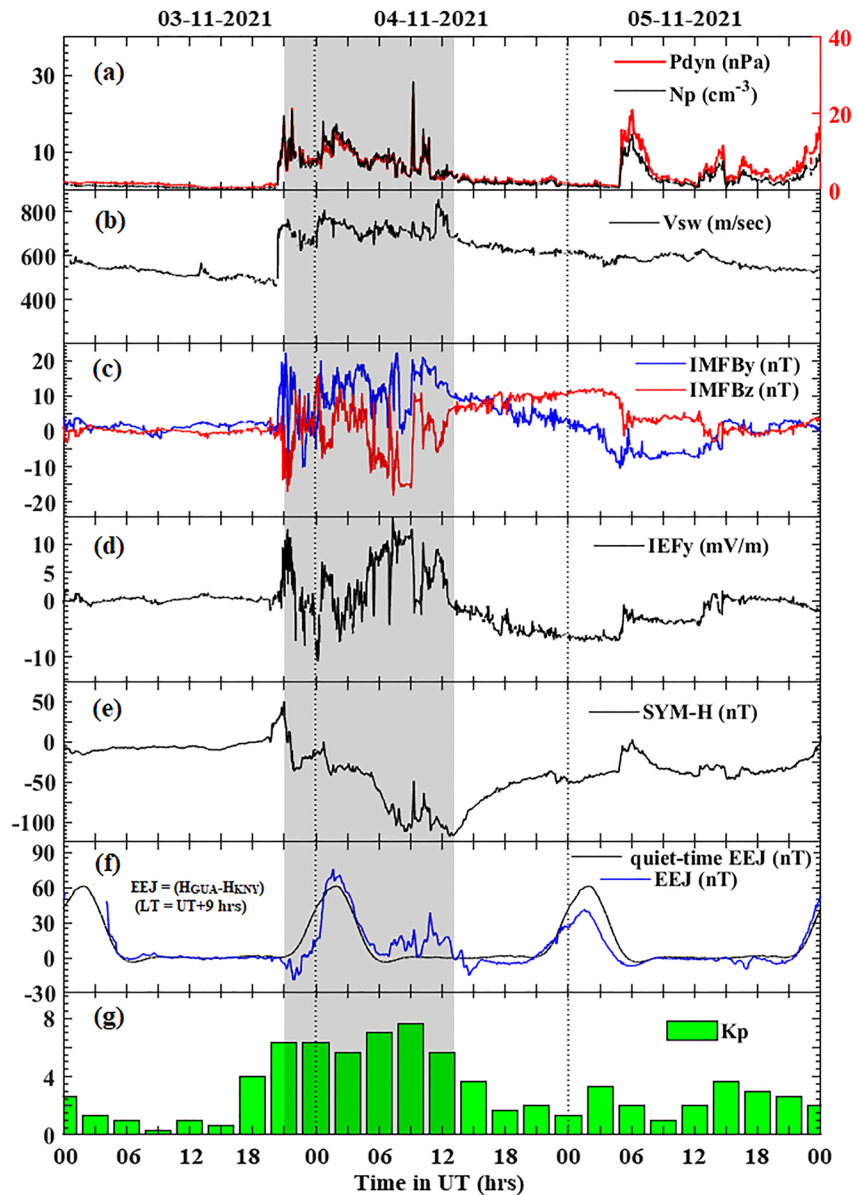 03-11-2021 04-11-2021 05-11-2021
(a)
Pdyn (nPa)
Np (cm-3)
30
10
40
20
0
(b)
Vsw (m/sec)
800
600
400
(c)
IMFBy (nT)
IMFBz (nT)
20
10
0
-10
-20
(d)
IEFy (mV/m)
10
5
0
-10
(e)
SYM-H (nT)
50
0
-50
-100
(f)
quiet-time EEJ (nT)
EEJ (nT)
EEJ = (HGUA-HKNY)
(LT = UT+9 hrs)
90
60
30
0
-30
(g)
Kp
8
4
0
00 06 12 18 00 06 12 18 00 06 12 18 00
Time in UT (hrs)